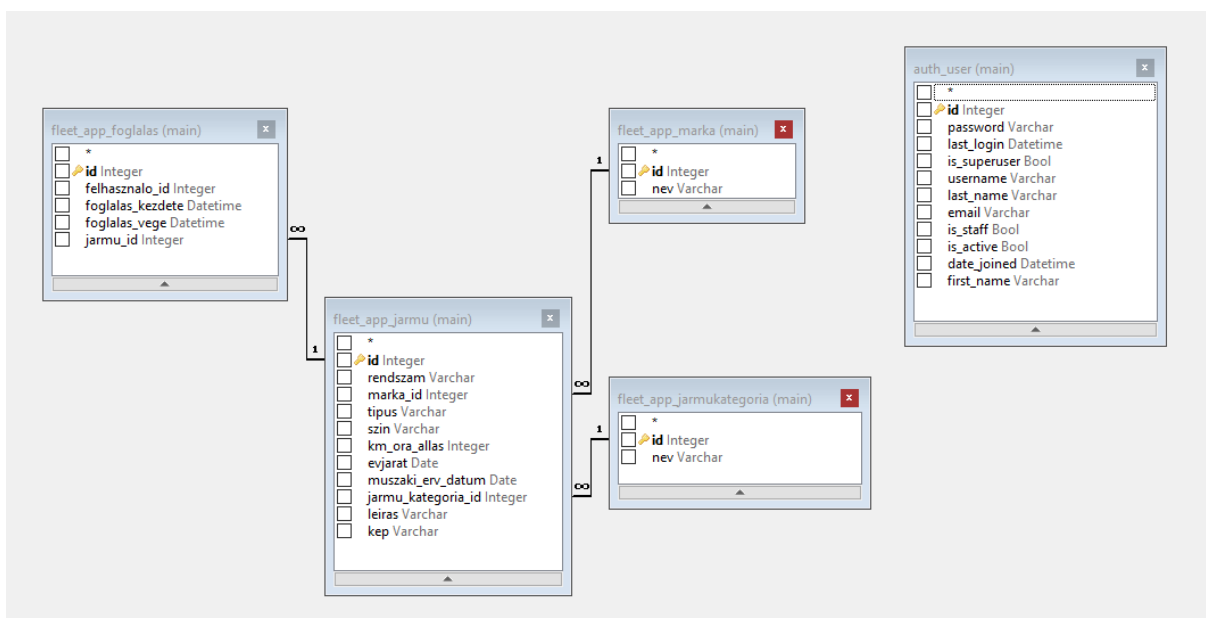 fleet_app_foglalas (main)
*
id Integer
felhasznalo_id Integer
foglalas_kezdete Datetime
foglalas_vege Datetime
jarmu_id Integer
∞
1
fleet_app_jarmu (main)
*
id Integer
rendszam Varchar
marka_id Integer
tipus Varchar
szin Varchar
km_ora_allas Integer
evjarat Date
muszaki_erv_datum Date
jarmu_kategoria_id Integer
leiras Varchar
kep Varchar
∞
∞
1
fleet_app_marka (main)
*
id Integer
nev Varchar
1
fleet_app_jarmukategoria (main)
*
id Integer
nev Varchar
auth_user (main)
*
id Integer
password Varchar
last_login Datetime
is_superuser Bool
username Varchar
last_name Varchar
email Varchar
is_staff Bool
is_active Bool
date_joined Datetime
first_name Varchar